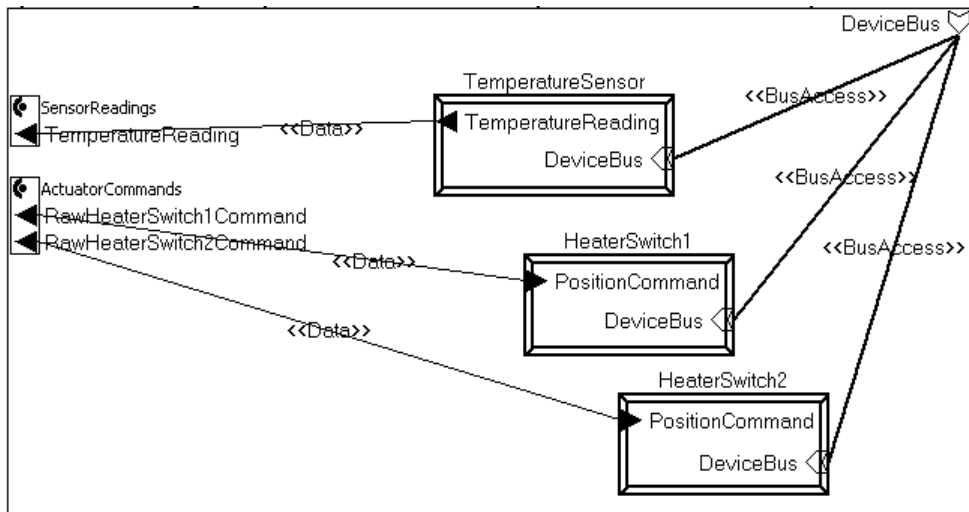 DeviceBus
TemperatureSensor
<<BusAccess>>
SensorReadings
TemperatureReading
<<Data>>
TemperatureReading
DeviceBus
<<BusAccess>>
ActuatorCommands
RawHeaterSwitch1Command
RawHeaterSwitch2Command
HeaterSwitch1
<<BusAccess>>
<<Data>>
PositionCommand
DeviceBus
<<Data>>
HeaterSwitch2
PositionCommand
DeviceBus